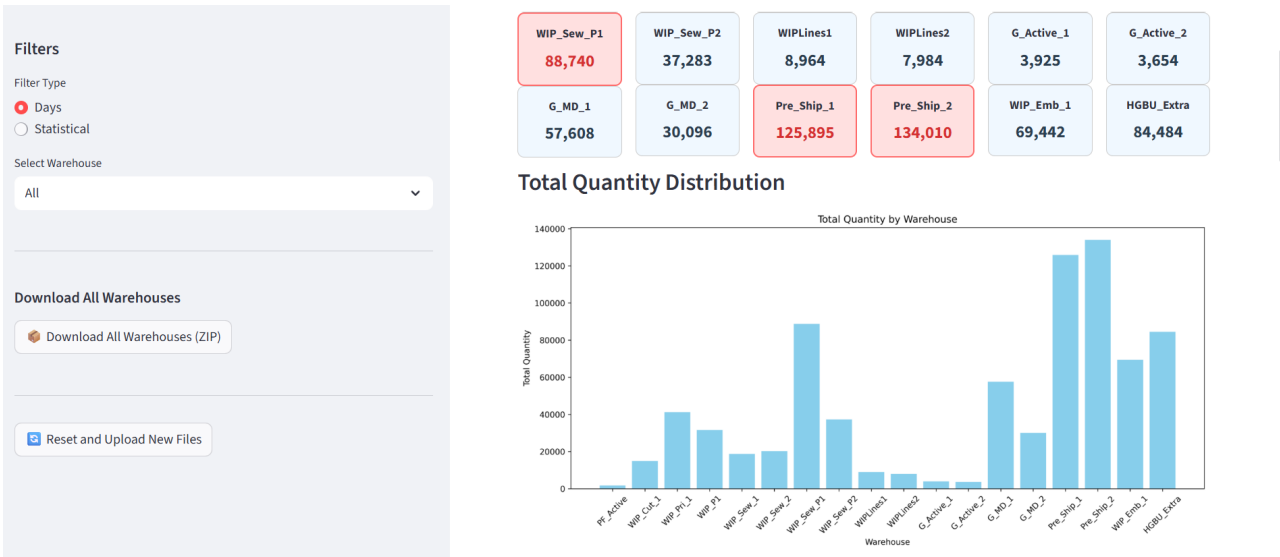 Filters
Filter Type
Days
Statistical
Select Warehouse
All
Download All Warehouses
Download All Warehouses (ZIP)
Reset and Upload New Files
WIP_Sew_P1
88,740
WIP_Sew_P2
37,283
WIPLines1
8,964
WIPLines2
7,984
G_Active_1
3,925
G_Active_2
3,654
G_MD_1
57,608
G_MD_2
30,096
Pre_Ship_1
125,895
Pre_Ship_2
134,010
WIP_Emb_1
69,442
HGBU_Extra
84,484
Total Quantity Distribution
Total Quantity by Warehouse
Total Quantity
140000
120000
100000
80000
60000
40000
20000
0
PF_Active
WIP_Cut_1
WIP_Pri_1
WIP_P1
WIP_Sew_1
WIP_Sew_2
WIP_Sew_P1
WIP_Sew_P2
WIPLines1
WIPLines2
G_Active_1
G_Active_2
G_MD_1
G_MD_2
Pre_Ship_1
Pre_Ship_2
WIP_Emb_1
HGBU_Extra
Warehouse